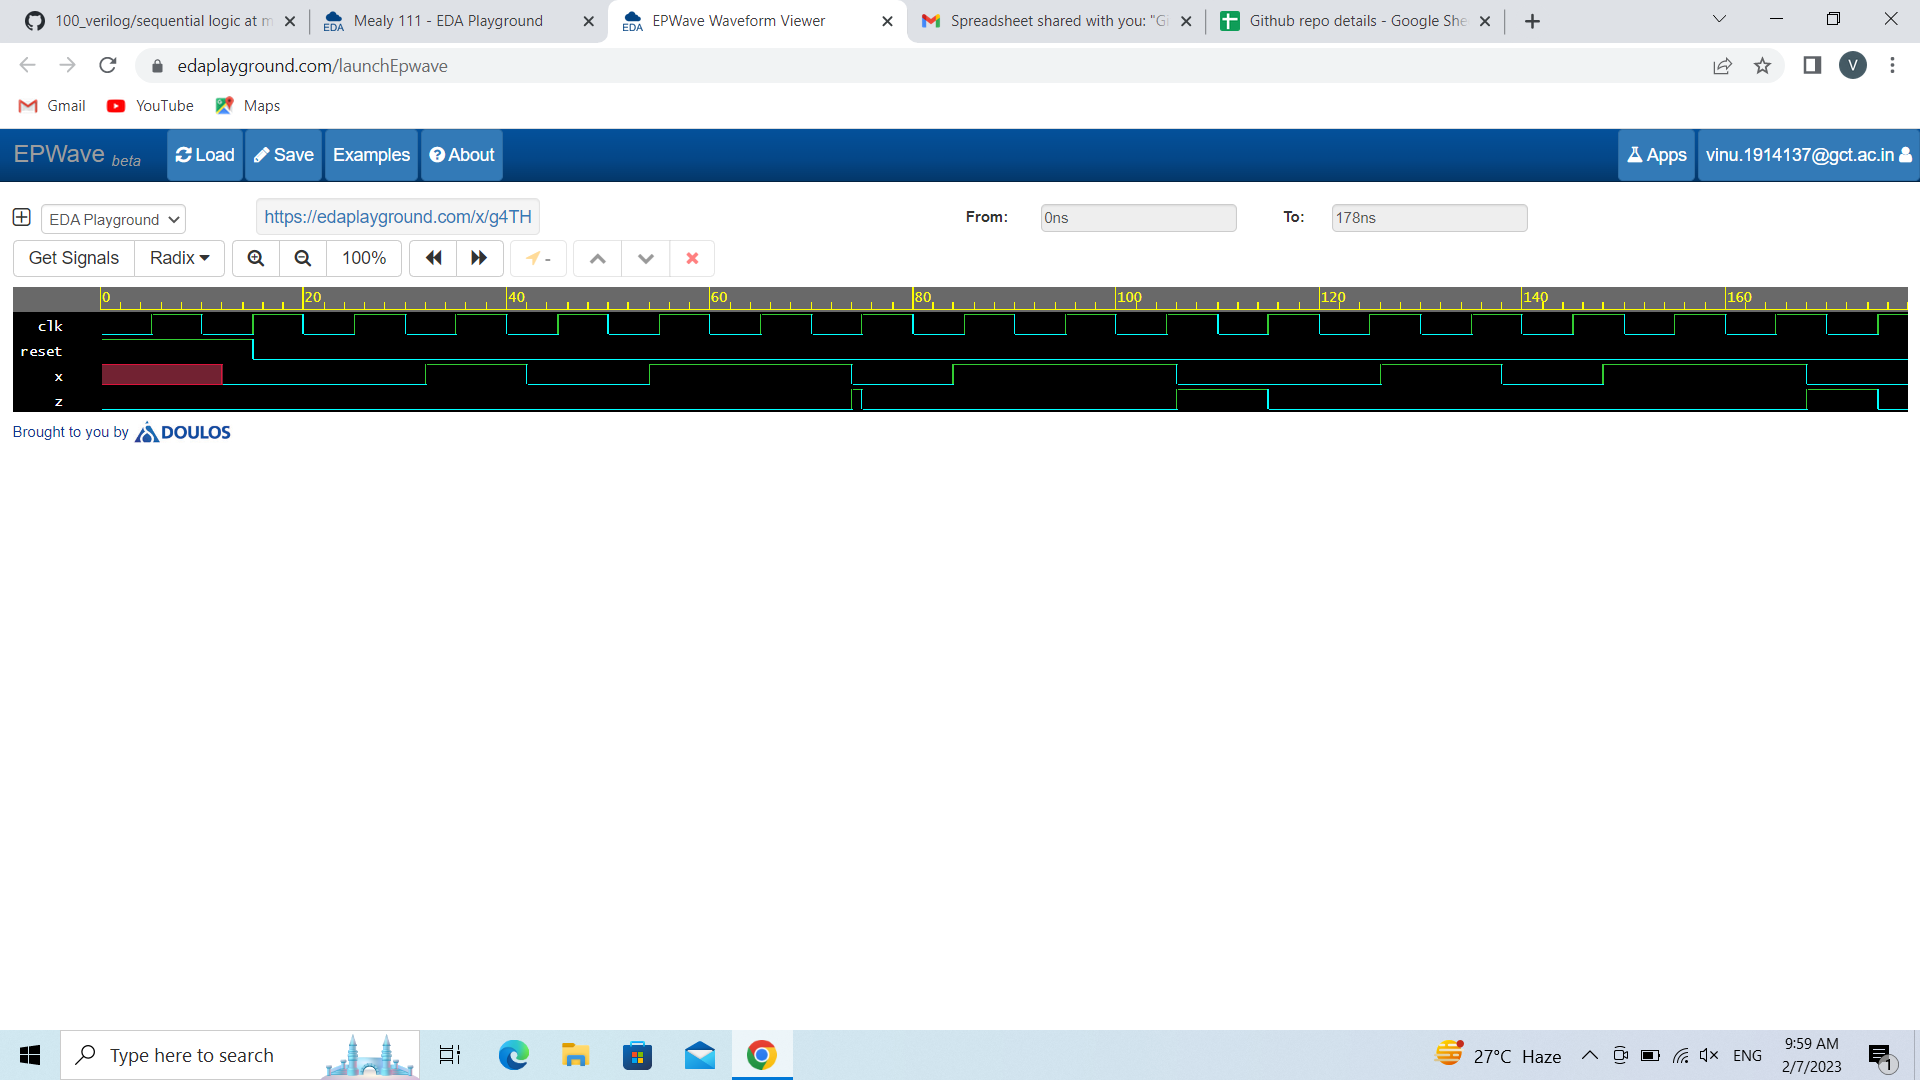 100_verilog/sequential logic at m
Mealy 111 - EDA Playground
EPWave Waveform Viewer
Spreadsheet shared with you: "Gi
Github repo details - Google She
edaplayground.com/launchEpwave
V
Gmail YouTube Maps
EPWave beta Load Save Examples About Apps vinu.1914137@gct.ac.in
EDA Playground https://edaplayground.com/x/g4TH From: 0ns To: 178ns
Get Signals Radix 100% -
0 20 40 60 80 100 120 140 160
clk
reset
x
z
Brought to you by DOULOS
Type here to search
27°C Haze ENG
9:59 AM
2/7/2023
1